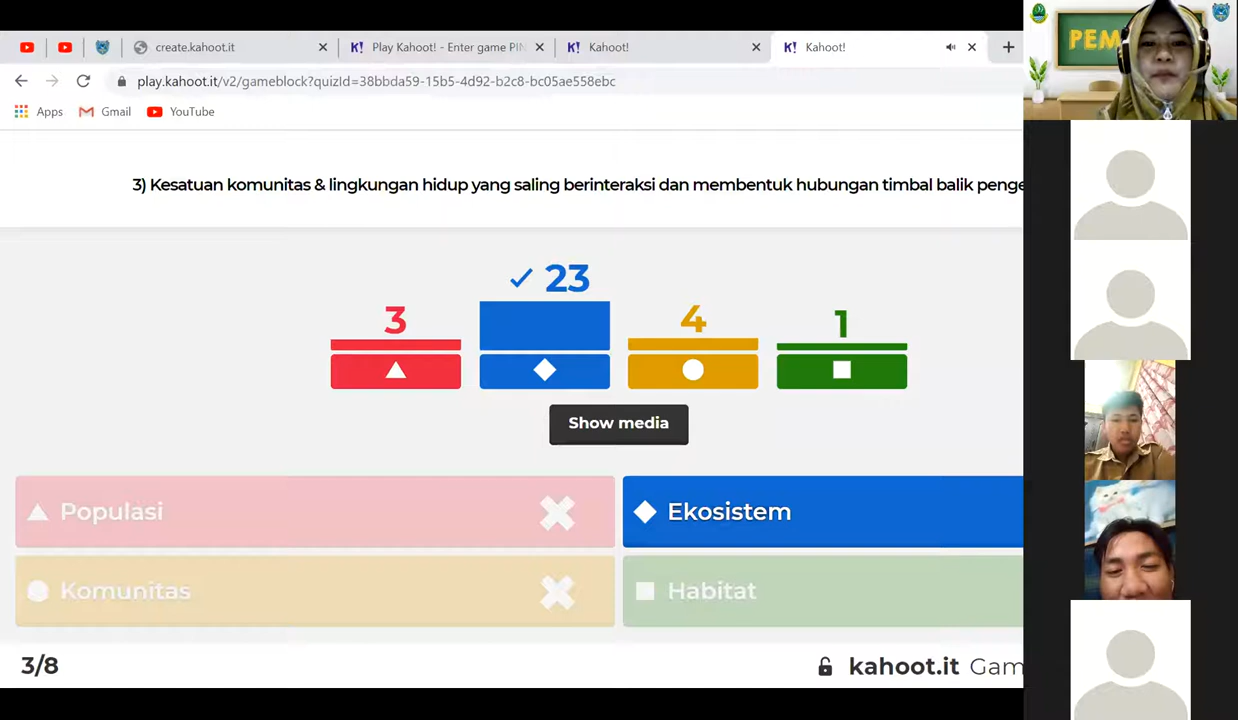 create.kahoot.it
Play Kahoot! - Enter game PIN
Kahoot!
Kahoot!
play.kahoot.it/v2/gameblock?quizId=38bbda59-15b5-4d92-b2c8-bc05ae558ebc
Apps
Gmail
YouTube
PEM
3) Kesatuan komunitas & lingkungan hidup yang saling berinteraksi dan membentuk hubungan timbal balik penge
3
23
4
1
Show media
Populasi
Ekosistem
Komunitas
Habitat
3/8
kahoot.it Gam